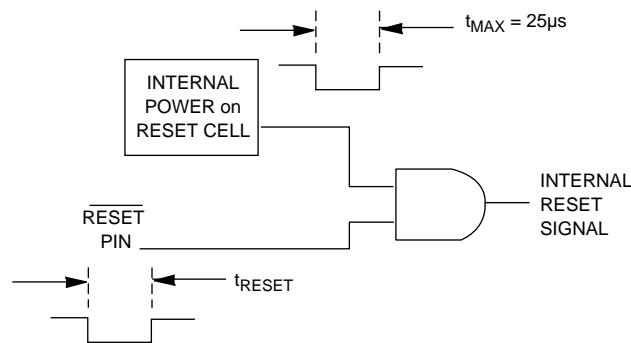 tMAX = 25µs
INTERNAL
POWER on
RESET CELL
RESET
PIN
INTERNAL
RESET
SIGNAL
tRESET